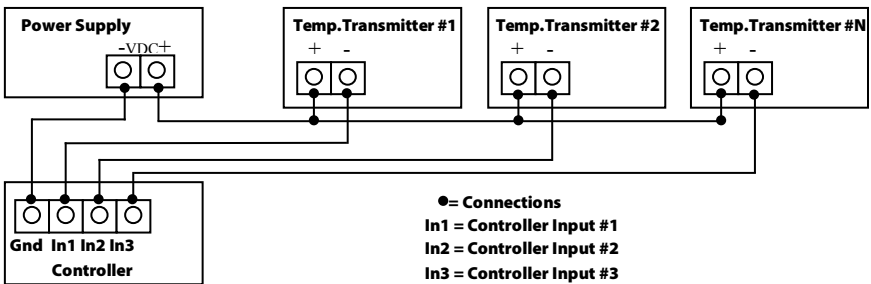 Power Supply
-VDC+
Temp.Transmitter #1
+ -
Temp.Transmitter #2
+ -
Temp.Transmitter #N
+ -
Gnd In1 In2 In3
Controller
= Connections
In1 = Controller Input #1
In2 = Controller Input #2
In3 = Controller Input #3